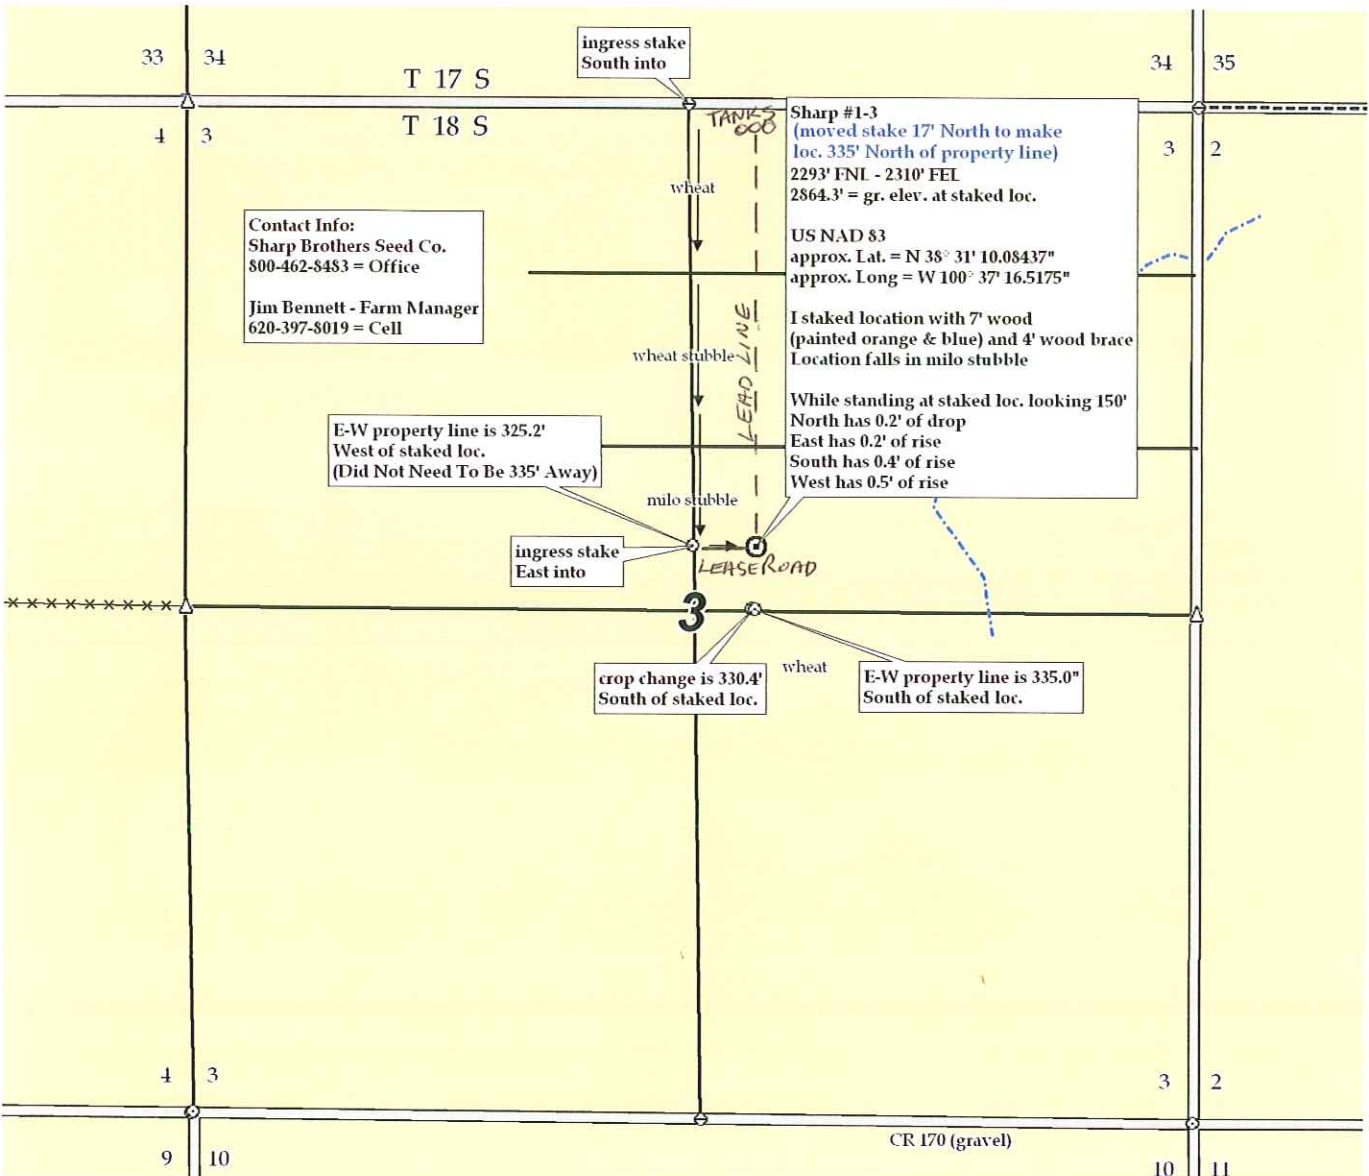 ingress stake
South into
33 34
34 35
T 17 S
T 18 S
4 3
3 2
TANKS
wheat
Sharp #1-3
(moved stake 17' North to make
loc. 335' North of property line)
2293' FNL - 2310' FEL
2864.3' = gr. elev. at staked loc.
US NAD 83
approx. Lat. = N 38° 31' 10.08437"
approx. Long = W 100° 37' 16.5175"
I staked location with 7' wood
(painted orange & blue) and 4' wood brace
Location falls in milo stubble
While standing at staked loc. looking 150'
North has 0.2' of drop
East has 0.2' of rise
South has 0.4' of rise
West has 0.5' of rise
Contact Info:
Sharp Brothers Seed Co.
800-462-8483 = Office
Jim Bennett - Farm Manager
620-397-8019 = Cell
wheat stubble
LEAD LINE
E-W property line is 325.2'
West of staked loc.
(Did Not Need To Be 335' Away)
milo stubble
ingress stake
East into
LEASE ROAD
3
crop change is 330.4'
South of staked loc.
wheat
E-W property line is 335.0"
South of staked loc.
4 3
3 2
CR 170 (gravel)
9 10
10 11